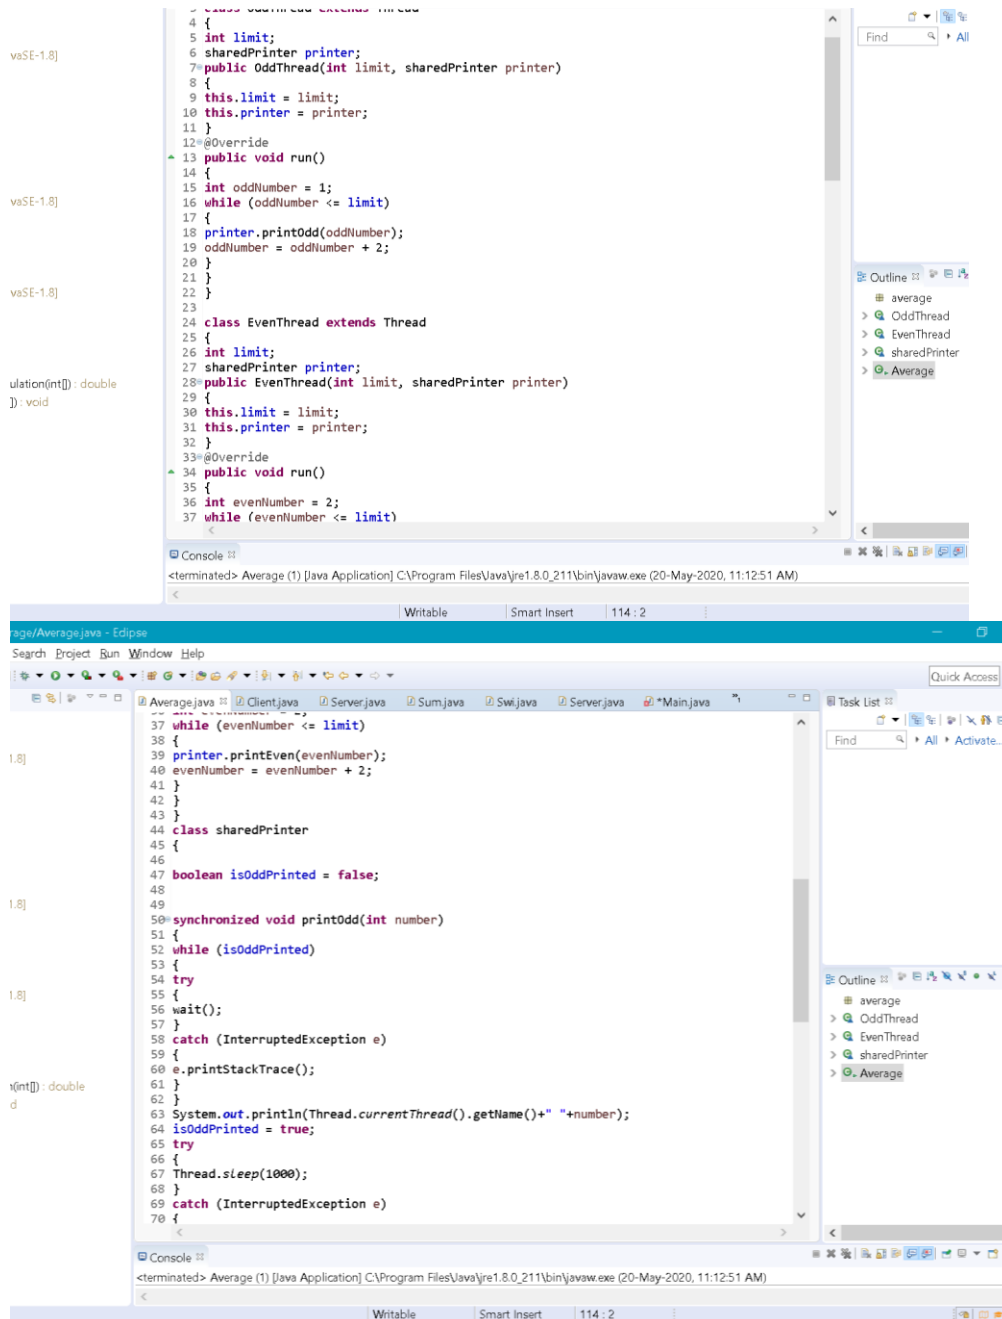 4 {
5 int limit;
6 sharedPrinter printer;
7 public OddThread(int limit, sharedPrinter printer)
8 {
9 this.limit = limit;
10 this.printer = printer;
11 }
12 @Override
13 public void run()
14 {
15 int oddNumber = 1;
16 while (oddNumber <= limit)
17 {
18 printer.printOdd(oddNumber);
19 oddNumber = oddNumber + 2;
20 }
21 }
22 }
23
24 class EvenThread extends Thread
25 {
26 int limit;
27 sharedPrinter printer;
28 public EvenThread(int limit, sharedPrinter printer)
29 {
30 this.limit = limit;
31 this.printer = printer;
32 }
33 @Override
34 public void run()
35 {
36 int evenNumber = 2;
37 while (evenNumber <= limit)
vaSE-1.8]
vaSE-1.8]
vaSE-1.8]
ulation(int[]) : double
]) : void
Find
All
Outline
average
OddThread
EvenThread
sharedPrinter
Average
Console
<terminated> Average (1) [Java Application] C:\Program Files\Java\jre1.8.0_211\bin\javaw.exe (20-May-2020, 11:12:51 AM)
Writable Smart Insert 114 : 2
rage/Average.java - Eclipse
Search Project Run Window Help
Quick Access
Average.java Client.java Server.java Sum.java Swi.java Server.java *Main.java
37 while (evenNumber <= limit)
38 {
39 printer.printEven(evenNumber);
40 evenNumber = evenNumber + 2;
41 }
42 }
43 }
44 class sharedPrinter
45 {
46
47 boolean isOddPrinted = false;
48
49
50 synchronized void printOdd(int number)
51 {
52 while (isOddPrinted)
53 {
54 try
55 {
56 wait();
57 }
58 catch (InterruptedException e)
59 {
60 e.printStackTrace();
61 }
62 }
63 System.out.println(Thread.currentThread().getName()+" "+number);
64 isOddPrinted = true;
65 try
66 {
67 Thread.sleep(1000);
68 }
69 catch (InterruptedException e)
70 {
1.8]
1.8]
1.8]
(int[]) : double
d
Task List
Find
All Activate...
Outline
average
OddThread
EvenThread
sharedPrinter
Average
Console
<terminated> Average (1) [Java Application] C:\Program Files\Java\jre1.8.0_211\bin\javaw.exe (20-May-2020, 11:12:51 AM)
Writable Smart Insert 114 : 2